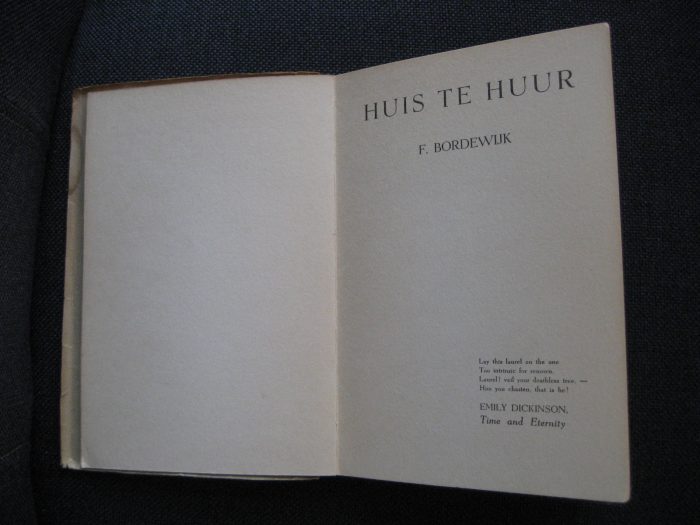 HUIS TE HUUR
F. BORDEWIJK
Lay this laurel on the one
Too intrinsic for renown.
Laurel! veil your deathless tree, —
Him you chasten, that is he!
EMILY DICKINSON,
Time and Eternity